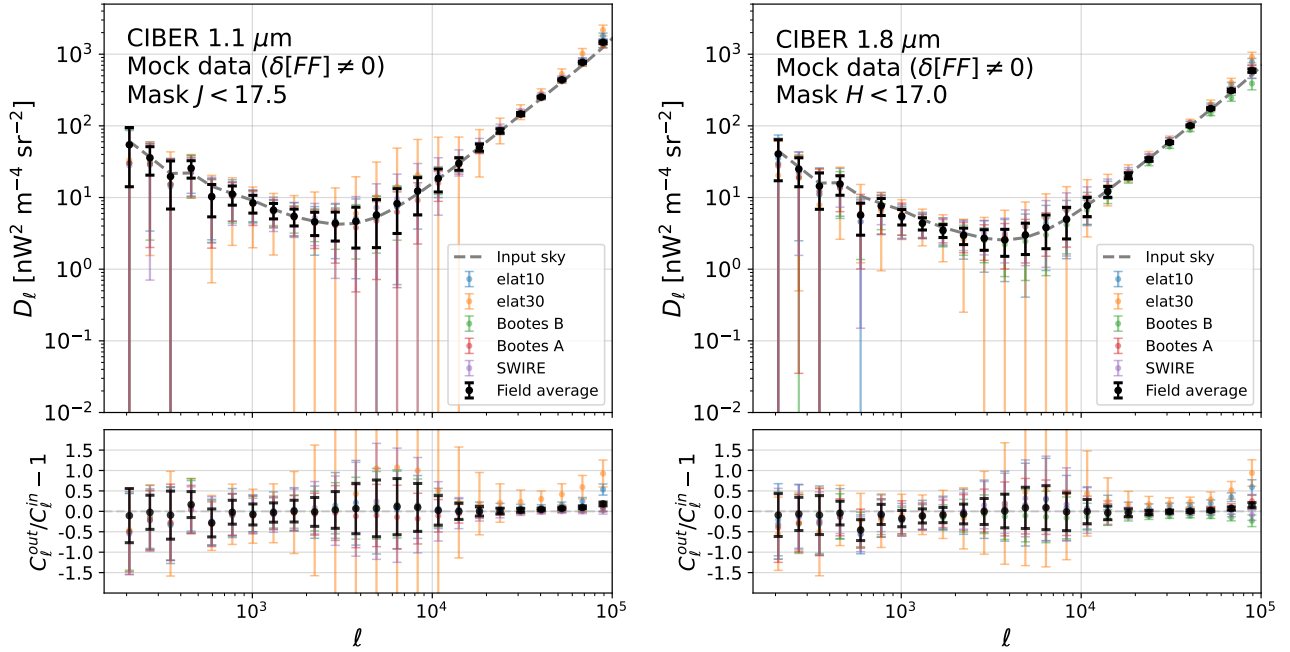 CIBER 1.1 μm
Mock data (δ[FF] ≠ 0)
Mask J < 17.5
D_ℓ [nW² m⁻⁴ sr⁻²]
10³
10²
10¹
10⁰
10⁻¹
10⁻²
Input sky
elat10
elat30
Bootes B
Bootes A
SWIRE
Field average
C_ℓ^out/C_ℓ^in − 1
1.5
1.0
0.5
0.0
-0.5
-1.0
-1.5
10³
10⁴
10⁵
ℓ
CIBER 1.8 μm
Mock data (δ[FF] ≠ 0)
Mask H < 17.0
D_ℓ [nW² m⁻⁴ sr⁻²]
10³
10²
10¹
10⁰
10⁻¹
10⁻²
Input sky
elat10
elat30
Bootes B
Bootes A
SWIRE
Field average
C_ℓ^out/C_ℓ^in − 1
1.5
1.0
0.5
0.0
-0.5
-1.0
-1.5
10³
10⁴
10⁵
ℓ